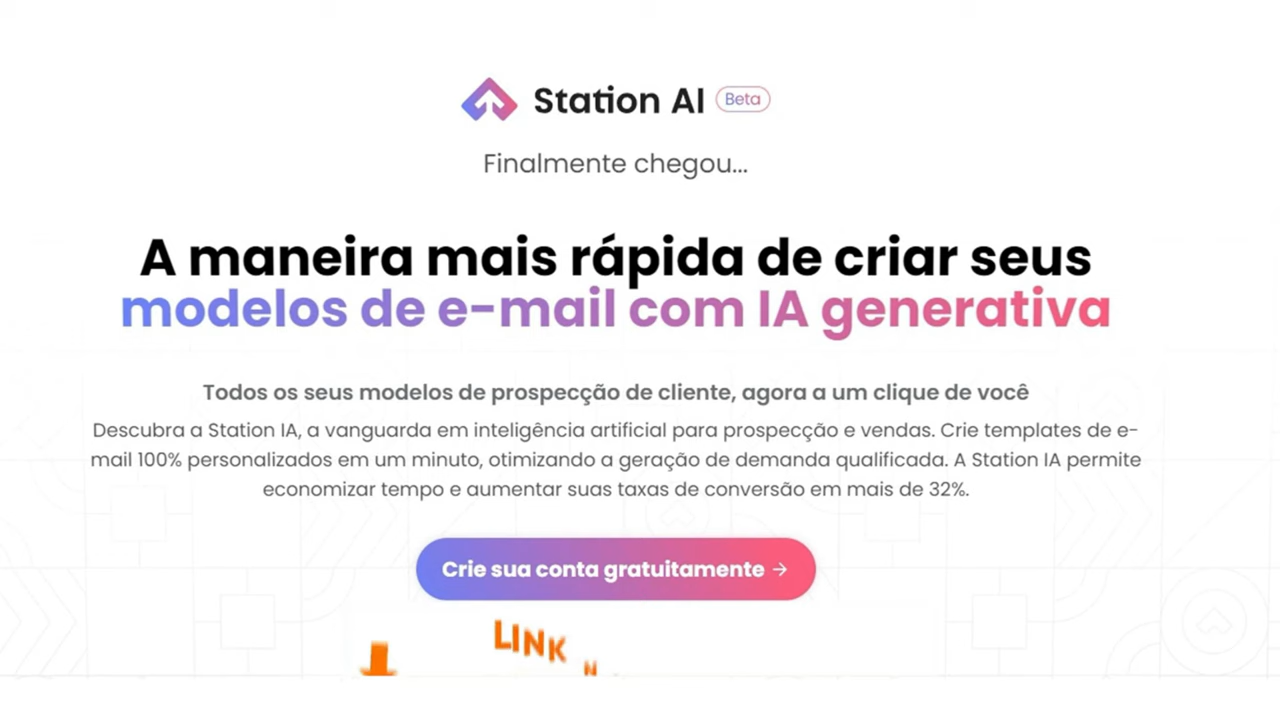 Station AI Beta
Finalmente chegou...
A maneira mais rápida de criar seus
modelos de e-mail com IA generativa
Todos os seus modelos de prospecção de cliente, agora a um clique de você
Descubra a Station IA, a vanguarda em inteligência artificial para prospecção e vendas. Crie templates de e-
mail 100% personalizados em um minuto, otimizando a geração de demanda qualificada. A Station IA permite
economizar tempo e aumentar suas taxas de conversão em mais de 32%.
Crie sua conta gratuitamente →
LINK